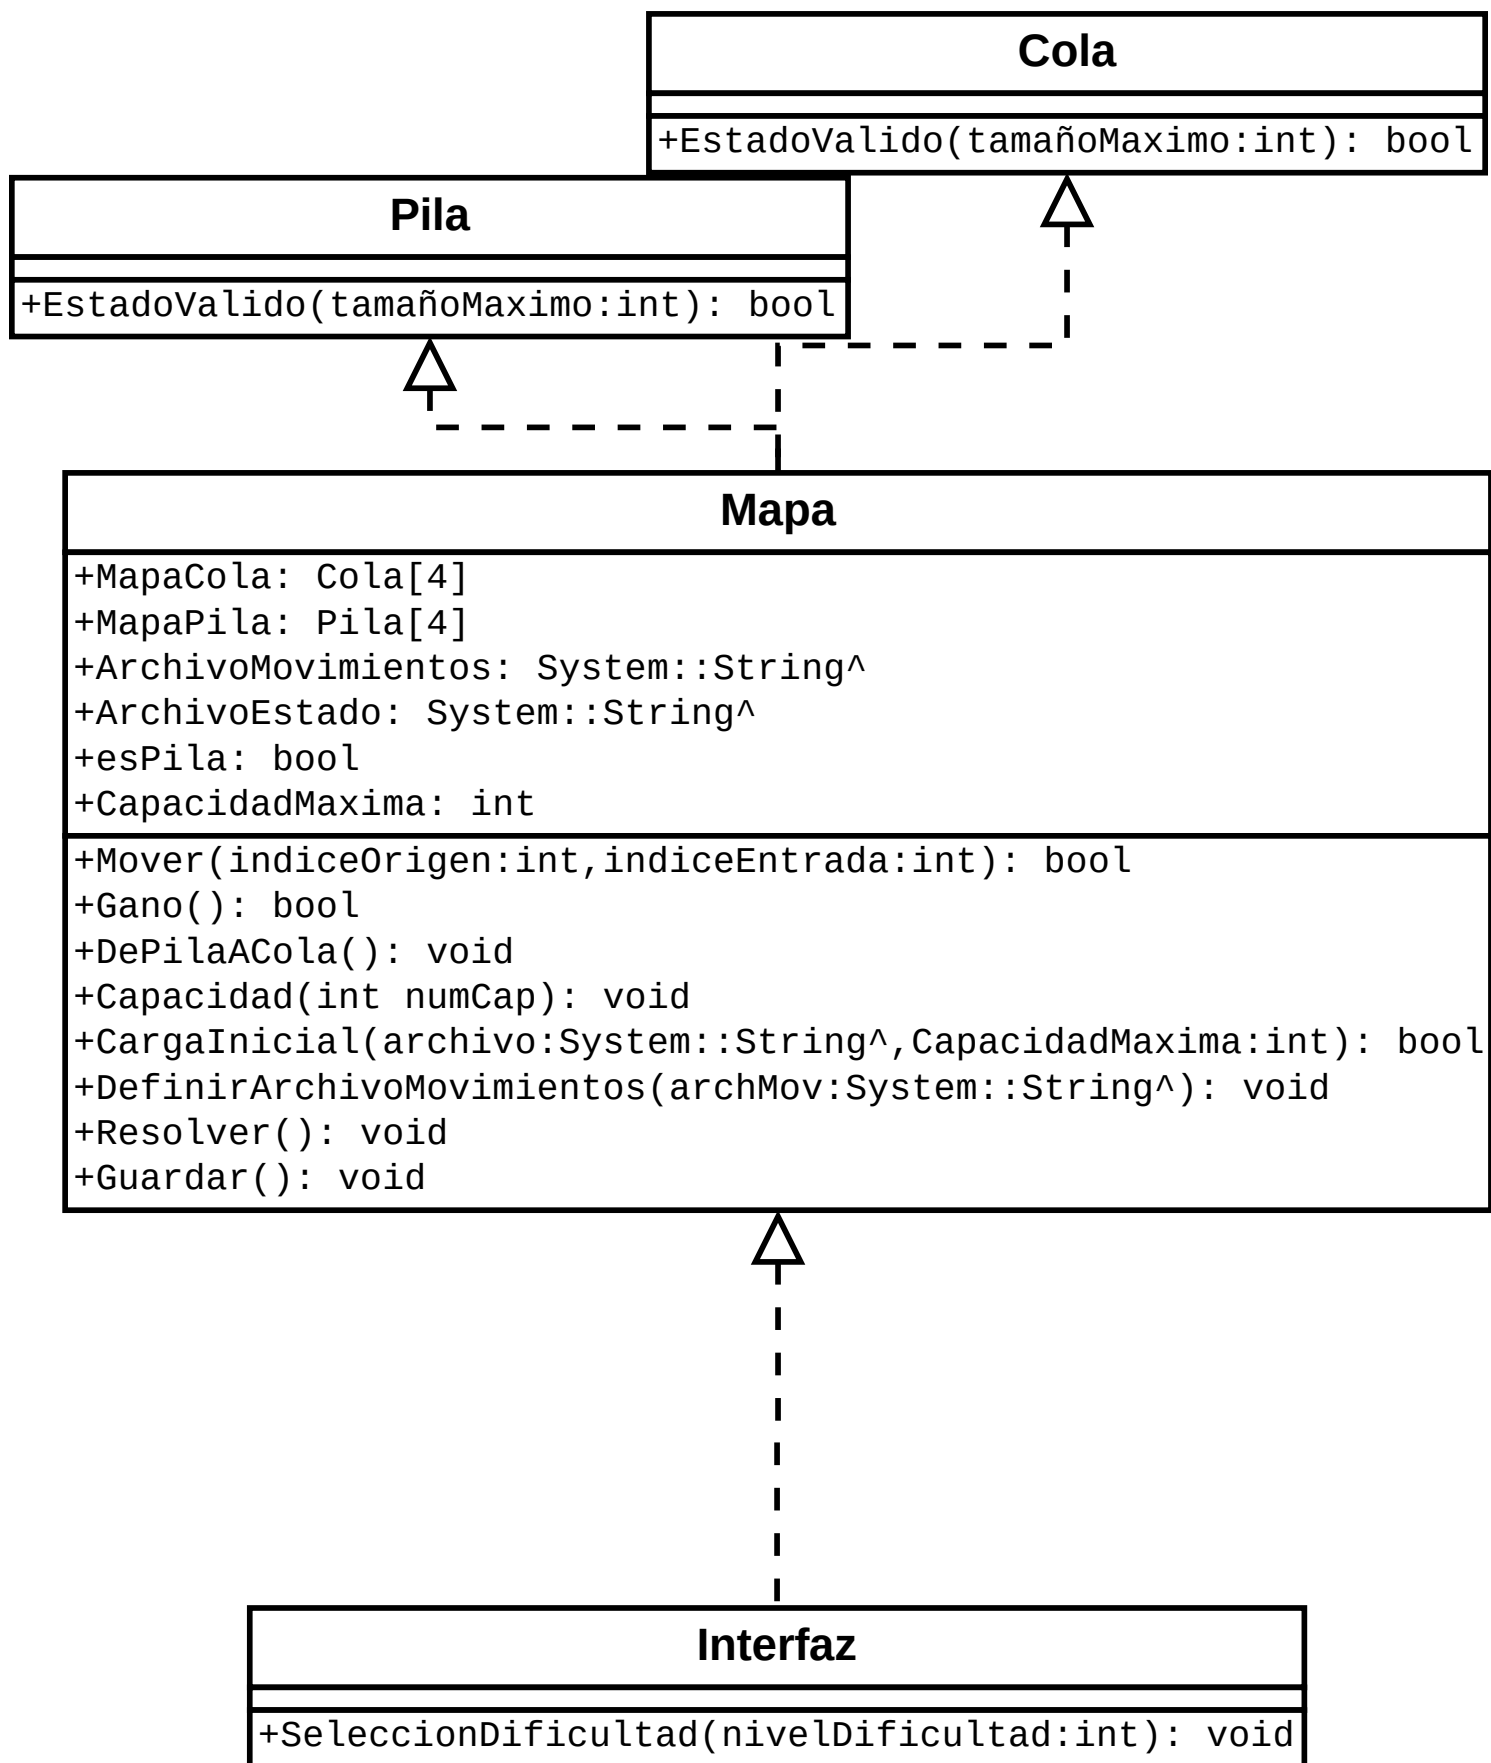 Cola
+EstadoValido(tamañoMaximo:int): bool
Pila
+EstadoValido(tamañoMaximo:int): bool
Mapa
+MapaCola: Cola[4]
+MapaPila: Pila[4]
+ArchivoMovimientos: System::String^
+ArchivoEstado: System::String^
+esPila: bool
+CapacidadMaxima: int
+Mover(indiceOrigen:int,indiceEntrada:int): bool
+Gano(): bool
+DePilaACola(): void
+Capacidad(int numCap): void
+CargaInicial(archivo:System::String^,CapacidadMaxima:int): bool
+DefinirArchivoMovimientos(archMov:System::String^): void
+Resolver(): void
+Guardar(): void
Interfaz
+SeleccionDificultad(nivelDificultad:int): void